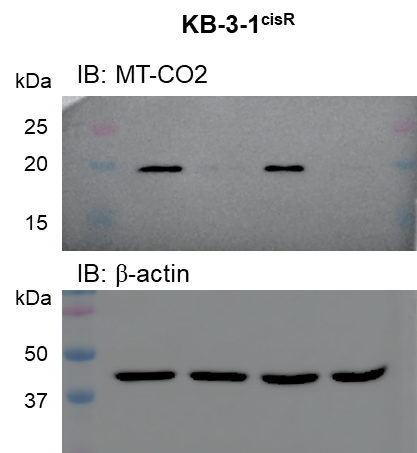 KB-3-1cisR
IB: MT-CO2
kDa
25
20
15
IB: β-actin
kDa
50
37